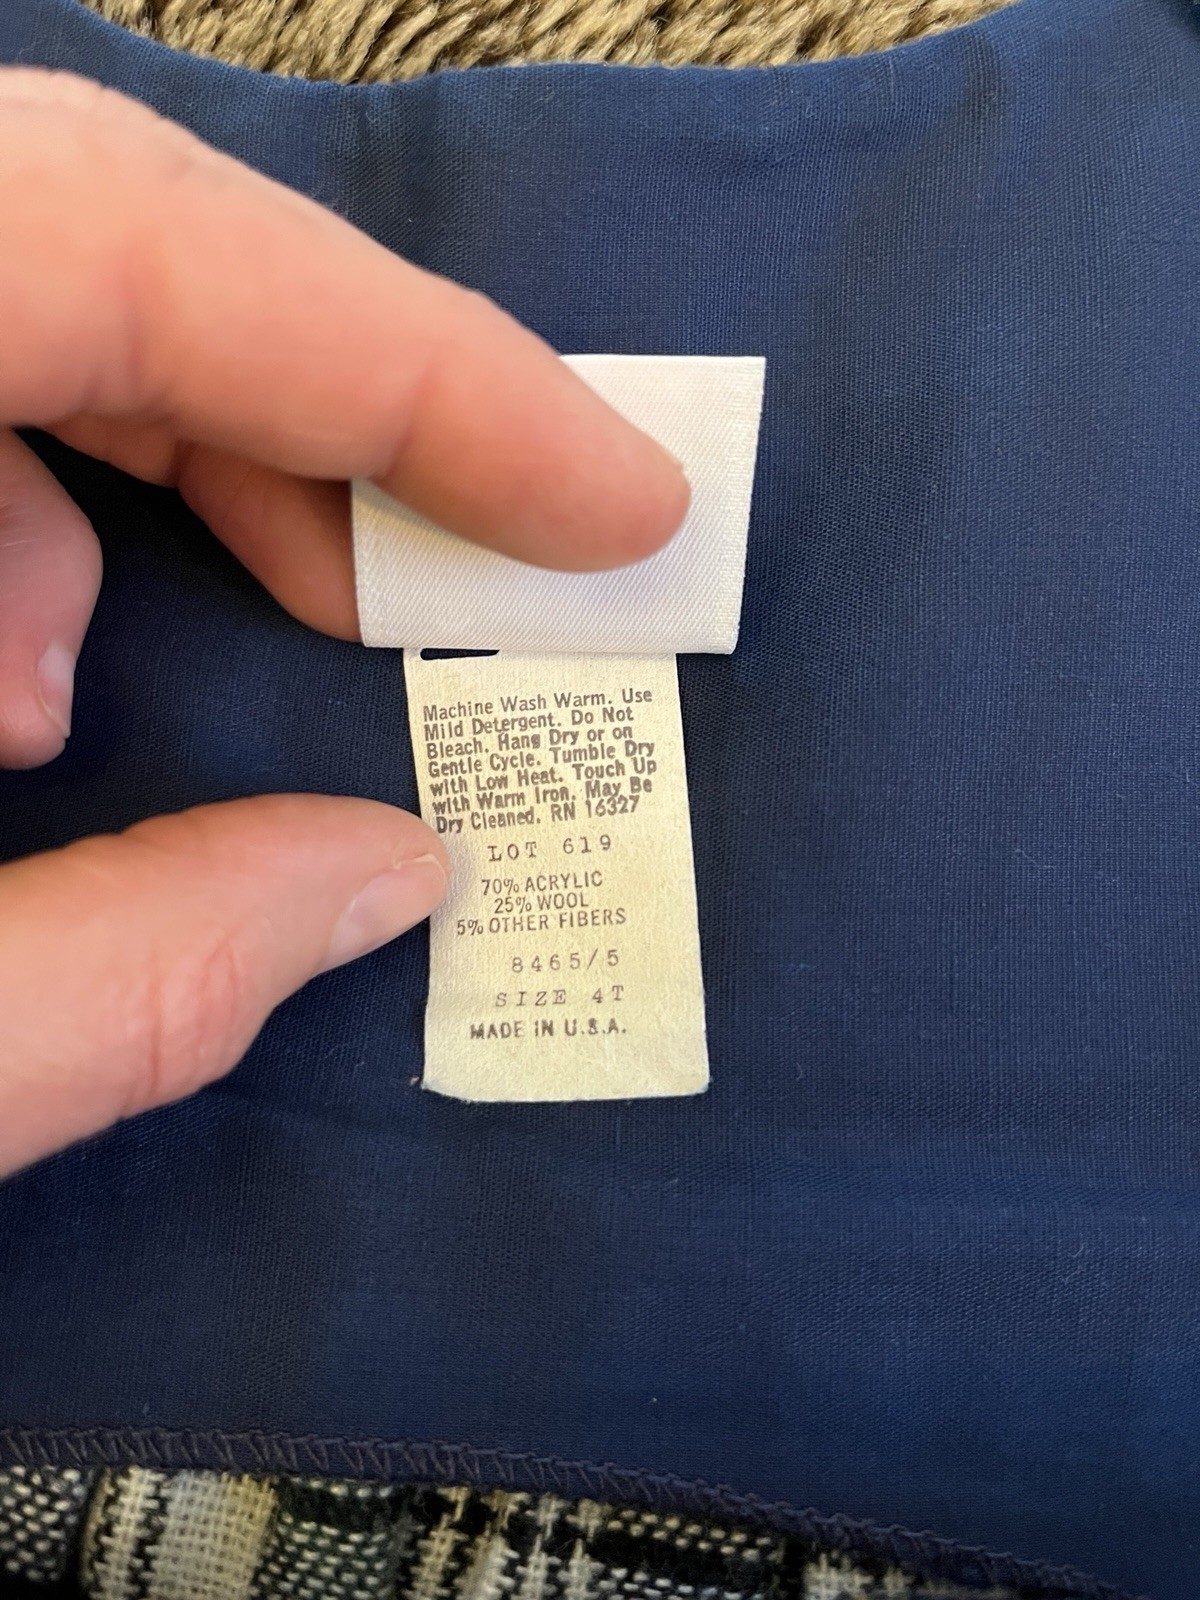 Machine Wash Warm. Use
Mild Detergent. Do Not
Bleach. Hang Dry or on
Gentle Cycle. Tumble Dry
with Low Heat. Touch Up
with Warm Iron. May Be
Dry Cleaned. RN 16327
LOT 619
70% ACRYLIC
25% WOOL
5% OTHER FIBERS
8465/5
SIZE 4T
MADE IN U.S.A.